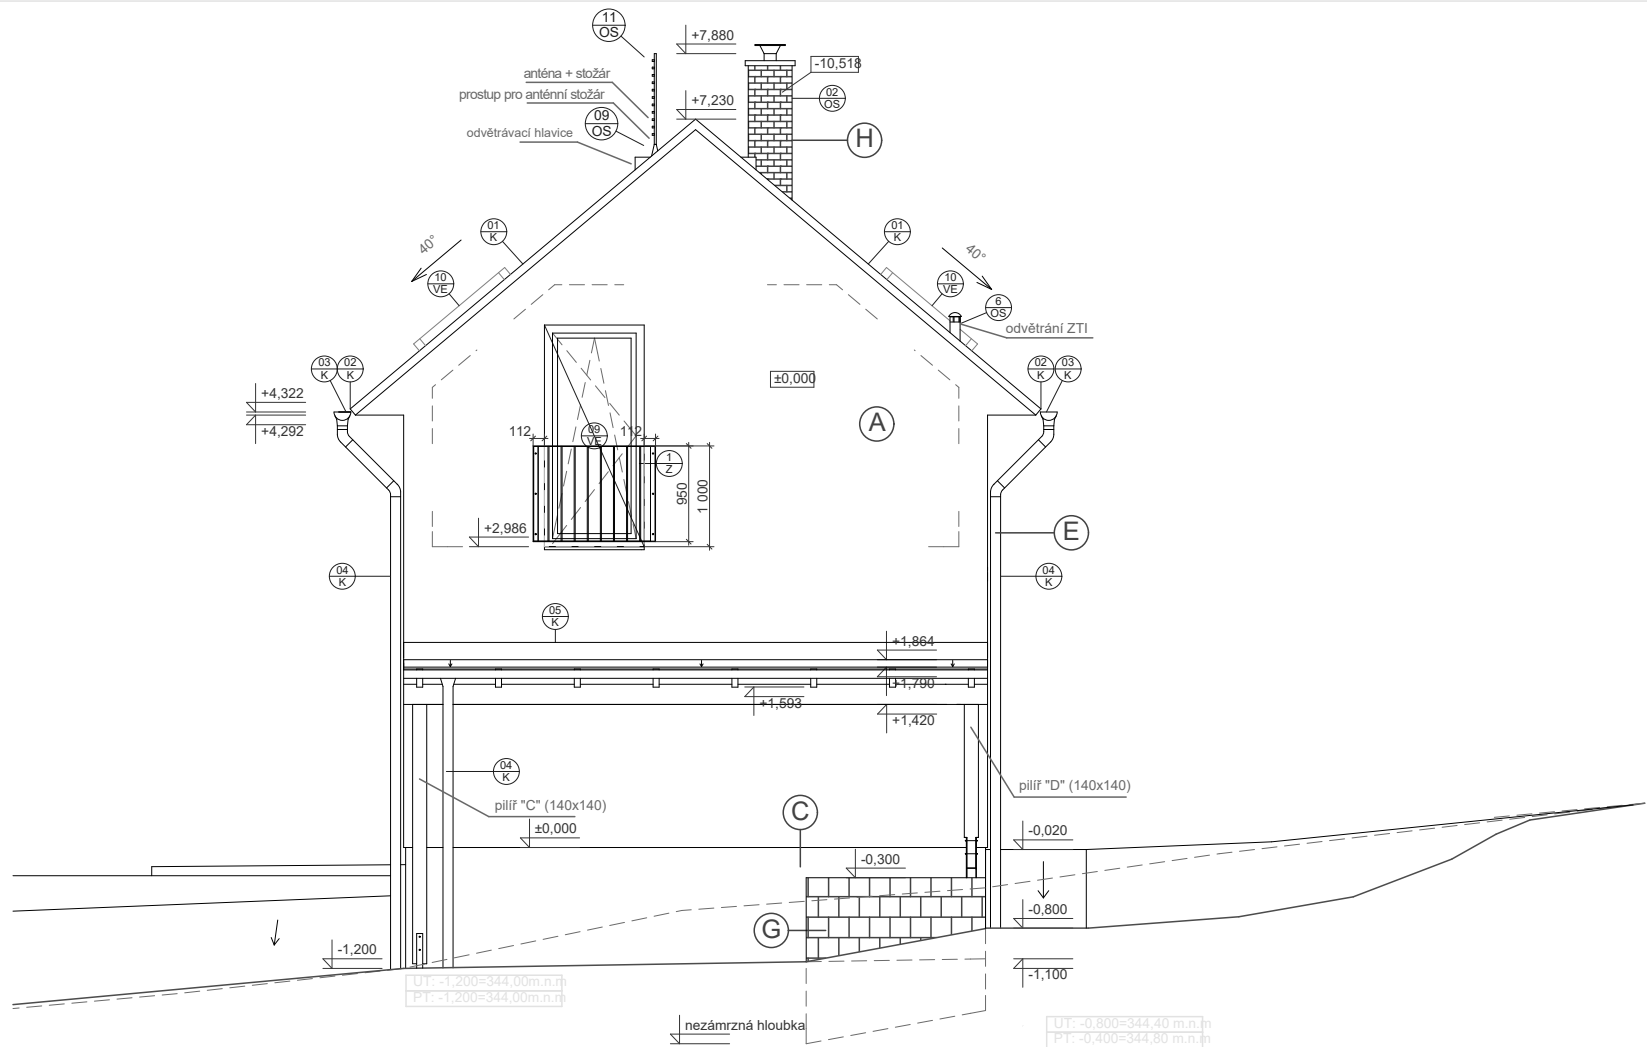 11
OS
+7,880
-10,518
anténa + stožár
prostup pro anténní stožár
02
OS
+7,230
09
OS
odvětrávací hlavice
H
01
K
01
K
40°
40°
10
VE
10
VE
6
OS
odvětrání ZTI
03
K
02
K
02
K
03
K
±0,000
+4,322
+4,292
A
112
09
VE
112
1
Z
950
1 000
+2,986
E
04
K
04
K
05
K
+1,864
+1,790
+1,593
+1,420
04
K
pilíř "C" (140x140)
pilíř "D" (140x140)
C
±0,000
-0,020
-0,300
-0,800
G
-1,200
-1,100
UT: -1,200=344,00m.n.m
PT: -1,200=344,00m.n.m
nezámrzná hloubka
UT: -0,800=344,40 m.n.m
PT: -0,400=344,80 m.n.m